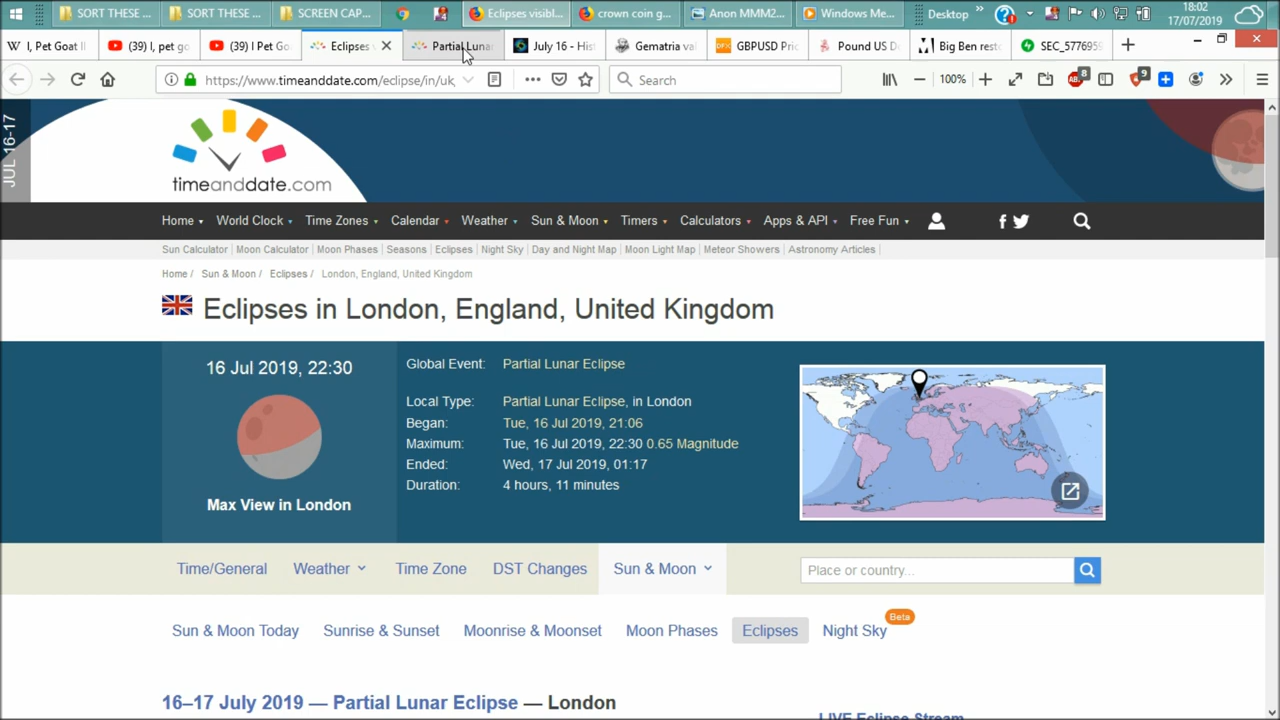 SORT THESE ...
SORT THESE ...
SCREEN CAP...
Eclipses visibl...
crown coin g...
Anon MMM2...
Windows Me...
Desktop
18:02
17/07/2019
I, Pet Goat II
(39) I, pet go
(39) I Pet Go
Eclipses v
Partial Lunar
July 16 - Hist
Gematria val
GBPUSD Pric
Pound US D
Big Ben rest
SEC_5776959
https://www.timeanddate.com/eclipse/in/uk,
Search
100%
8
9
JUL 16-17
timeanddate.com
Home World Clock Time Zones Calendar Weather Sun & Moon Timers Calculators Apps & API Free Fun
Sun Calculator Moon Calculator Moon Phases Seasons Eclipses Night Sky Day and Night Map Moon Light Map Meteor Showers Astronomy Articles
Home / Sun & Moon / Eclipses / London, England, United Kingdom
Eclipses in London, England, United Kingdom
16 Jul 2019, 22:30
Max View in London
Global Event: Partial Lunar Eclipse
Local Type: Partial Lunar Eclipse, in London
Began: Tue, 16 Jul 2019, 21:06
Maximum: Tue, 16 Jul 2019, 22:30 0.65 Magnitude
Ended: Wed, 17 Jul 2019, 01:17
Duration: 4 hours, 11 minutes
Time/General Weather Time Zone DST Changes Sun & Moon
Place or country...
Sun & Moon Today Sunrise & Sunset Moonrise & Moonset Moon Phases Eclipses Night Sky Beta
16–17 July 2019 — Partial Lunar Eclipse — London
LIVE Eclipse Stream